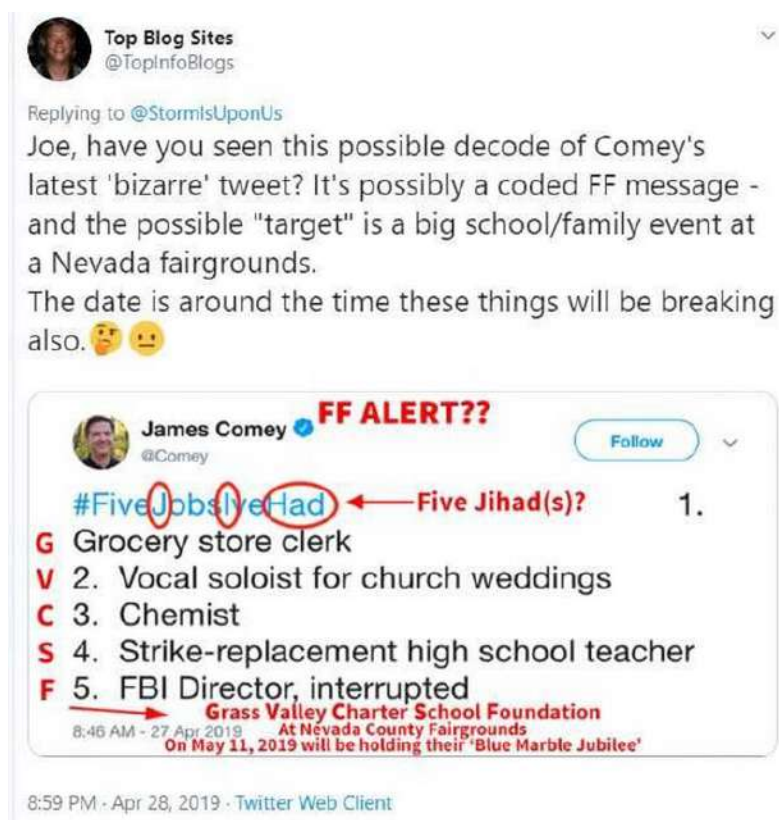 Top Blog Sites
@TopInfoBlogs
Replying to @StormIsUponUs
Joe, have you seen this possible decode of Comey's
latest 'bizarre' tweet? It's possibly a coded FF message -
and the possible "target" is a big school/family event at
a Nevada fairgrounds.
The date is around the time these things will be breaking
also.🤔😐
FF ALERT??
James Comey
@Comey
Follow
#FiveJobsIveHad Five Jihad(s)? 1.
G Grocery store clerk
V 2. Vocal soloist for church weddings
C 3. Chemist
S 4. Strike-replacement high school teacher
F 5. FBI Director, interrupted
Grass Valley Charter School Foundation
8:46 AM - 27 Apr 2019 At Nevada County Fairgrounds
On May 11, 2019 will be holding their 'Blue Marble Jubilee'
8:59 PM · Apr 28, 2019 · Twitter Web Client